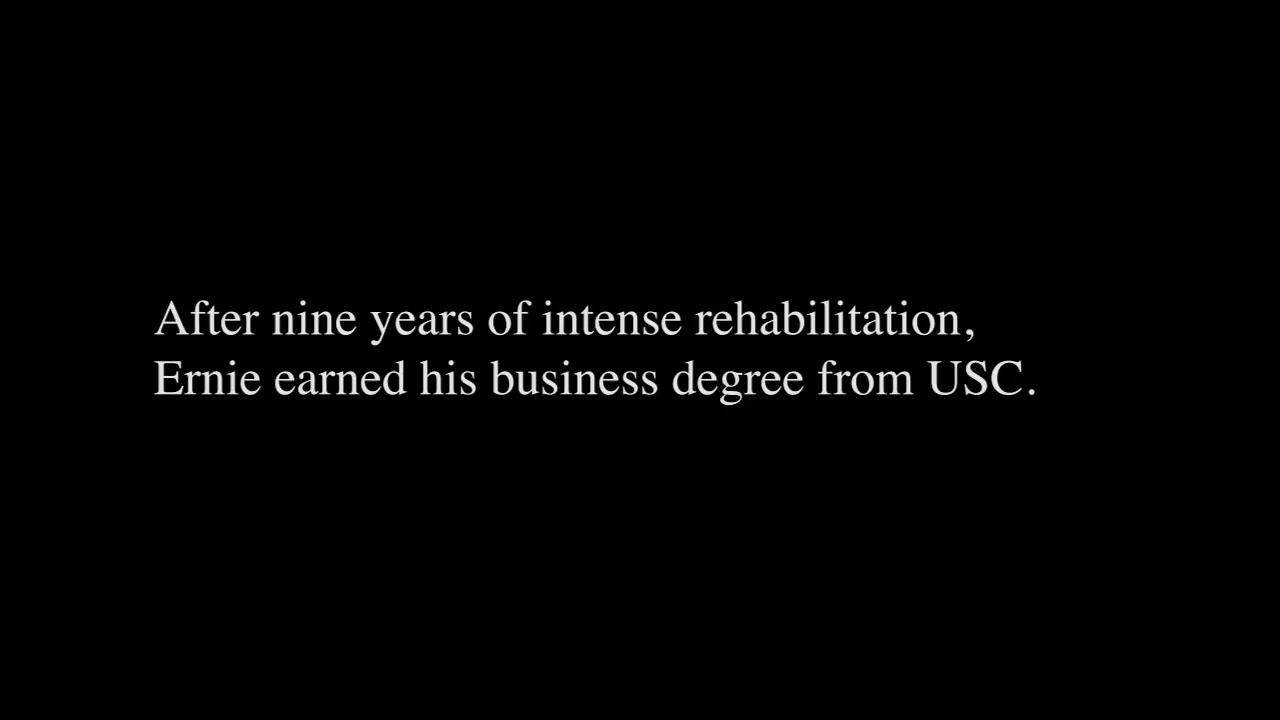 After nine years of intense rehabilitation,
Ernie earned his business degree from USC.